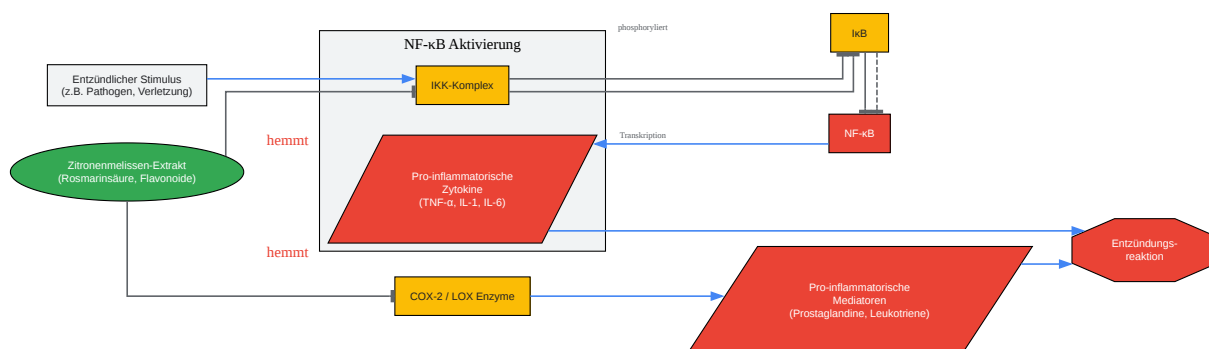 phosphoryliert
IκB
NF-κB Aktivierung
Entzündlicher Stimulus
(z.B. Pathogen, Verletzung)
IKK-Komplex
hemmt
Transkription
NF-κB
Zitronenmelissen-Extrakt
(Rosmarinsäure, Flavonoide)
Pro-inflammatorische
Zytokine
(TNF-α, IL-1, IL-6)
hemmt
Entzündungs-
reaktion
COX-2 / LOX Enzyme
Pro-inflammatorische
Mediatoren
(Prostaglandine, Leukotriene)